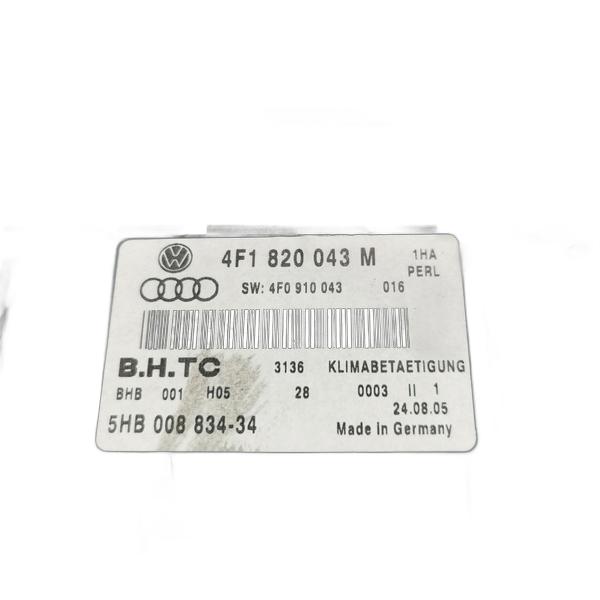 4F1 820 043 M 1HA
PERL
SW: 4F0 910 043 016
B.H.TC 3136 KLIMABETAETIGUNG
BHB 001 H05 28 0003 II 1
24.08.05
5HB 008 834-34 Made in Germany